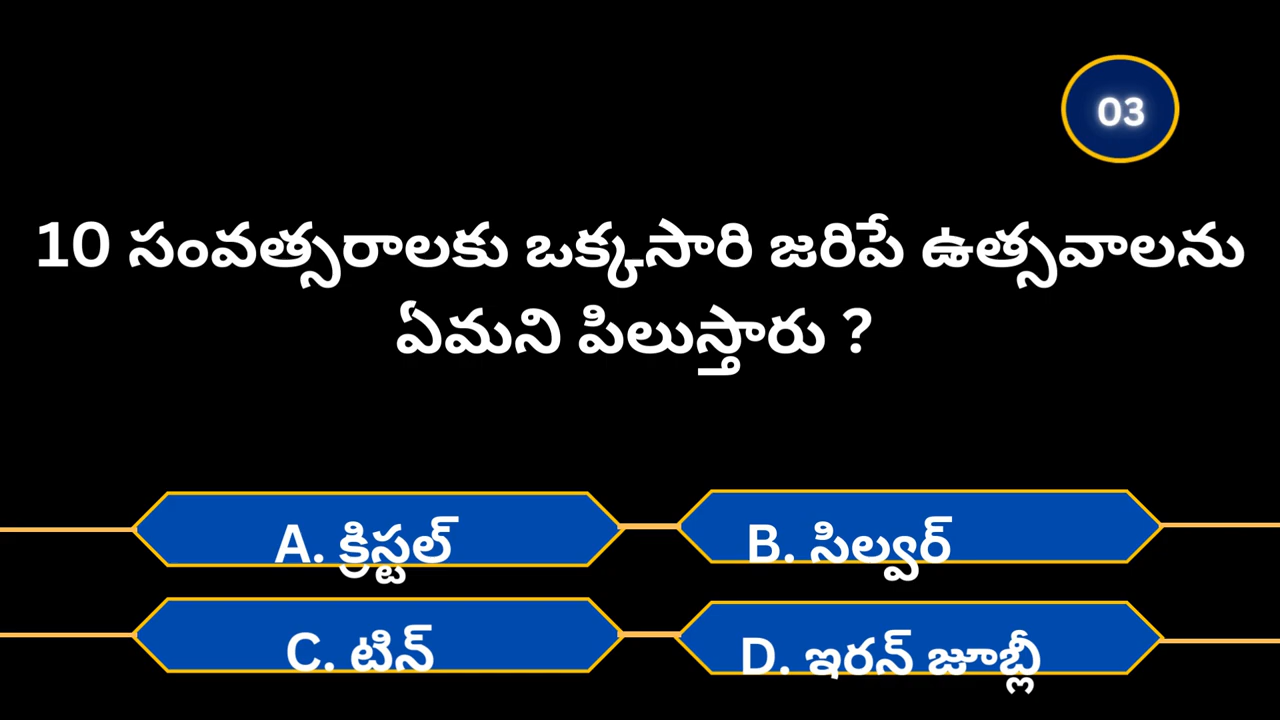 03
10 సంవత్సరాలకు ఒక్కసారి జరిపే ఉత్సవాలను
ఏమని పిలుస్తారు ?
A. క్రిస్టల్
B. సిల్వర్
C. టిన్
D. ఇరన్ జూబ్లీ